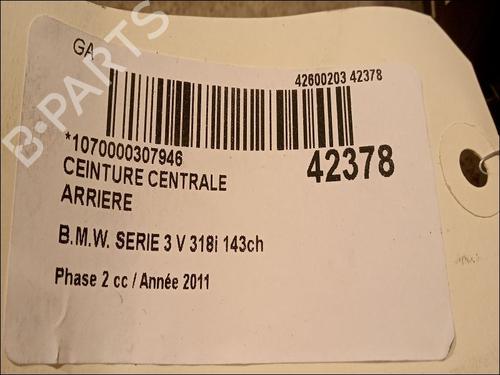 GA
42600203 42378
*1070000307946
42378
CEINTURE CENTRALE
ARRIERE
B.M.W. SERIE 3 V 318i 143ch
Phase 2 cc / Année 2011
B-PARTS